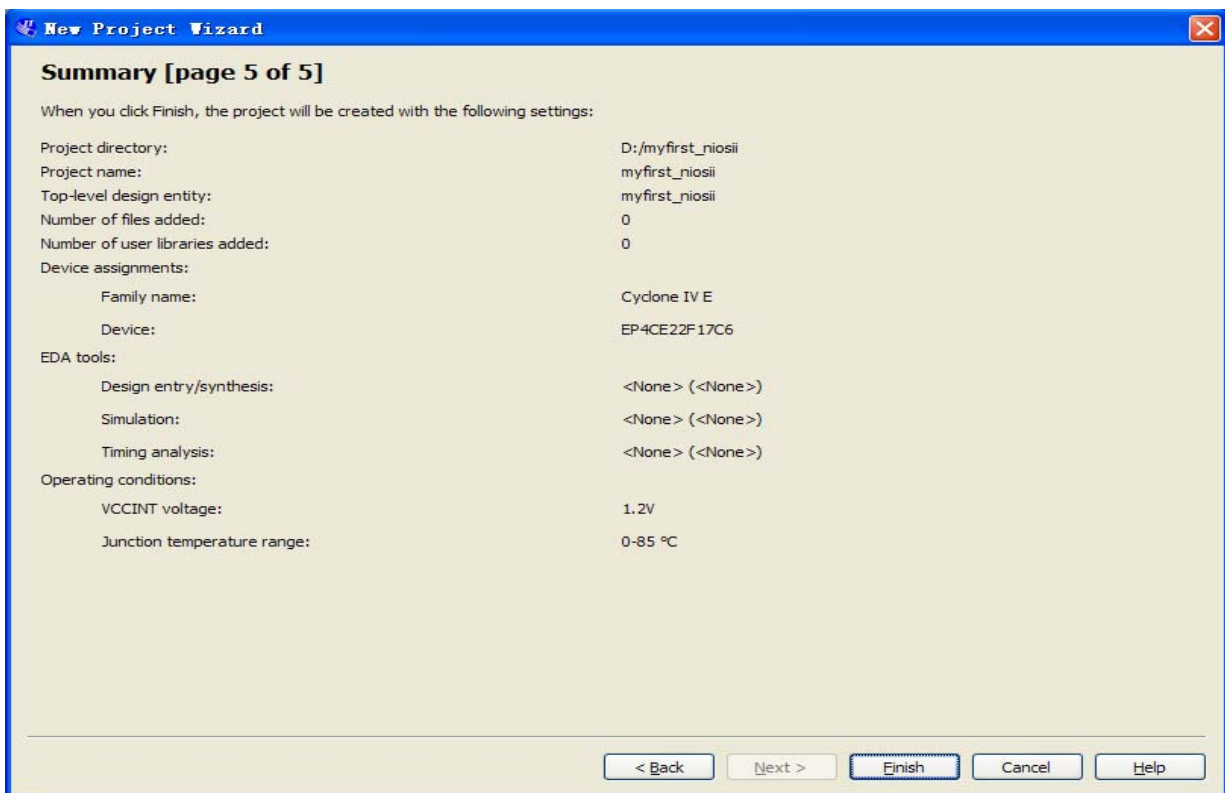 New Project Wizard
Summary [page 5 of 5]
When you click Finish, the project will be created with the following settings:
Project directory: D:/myfirst_niosii
Project name: myfirst_niosii
Top-level design entity: myfirst_niosii
Number of files added: 0
Number of user libraries added: 0
Device assignments:
Family name: Cyclone IV E
Device: EP4CE22F17C6
EDA tools:
Design entry/synthesis: <None> (<None>)
Simulation: <None> (<None>)
Timing analysis: <None> (<None>)
Operating conditions:
VCCINT voltage: 1.2V
Junction temperature range: 0-85 ºC
< Back Next > Finish Cancel Help